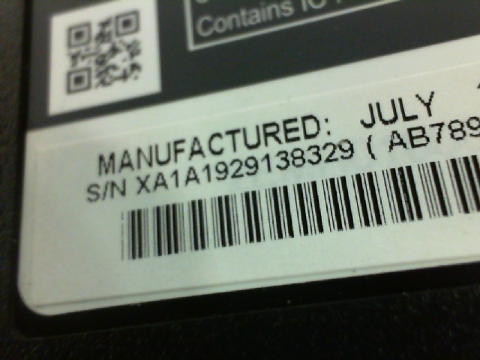 Contains IC
MANUFACTURED: JULY
S/N XA1A1929138329 ( AB789